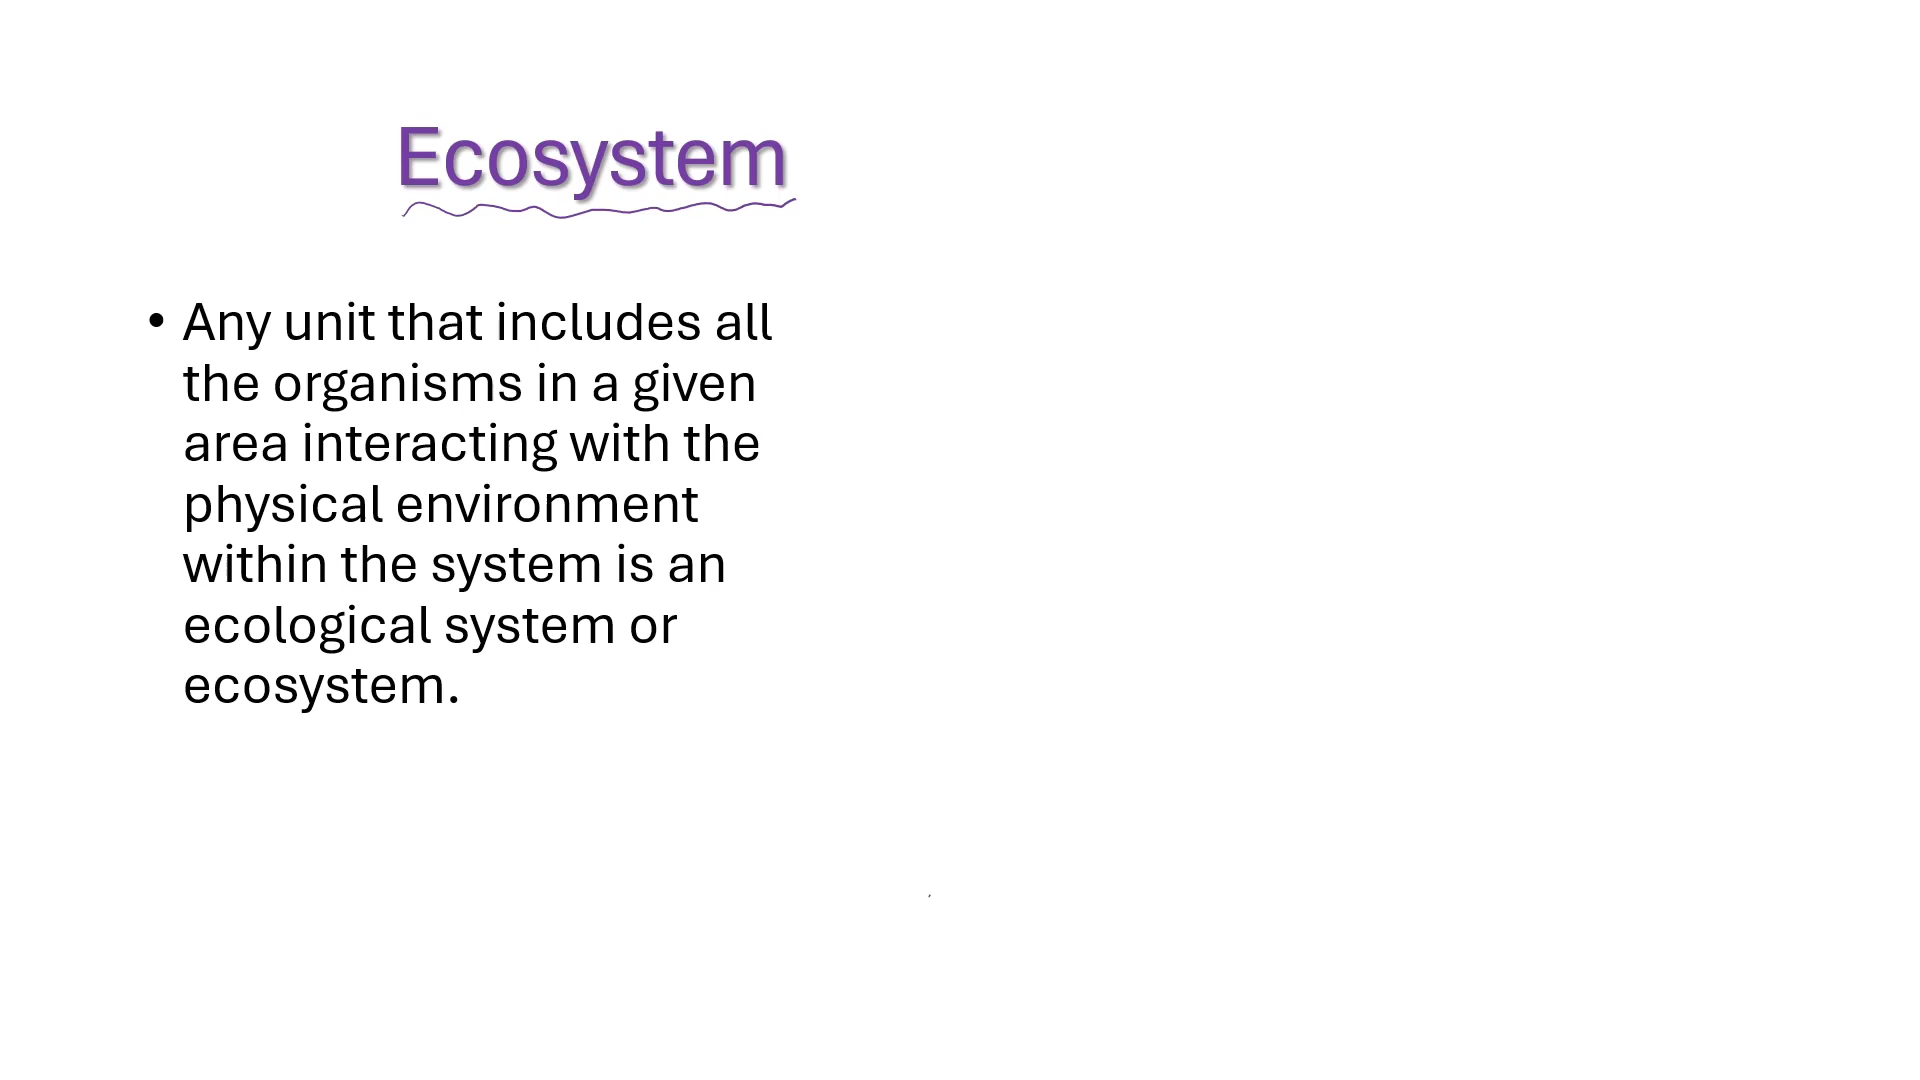 Ecosystem
• Any unit that includes all
the organisms in a given
area interacting with the
physical environment
within the system is an
ecological system or
ecosystem.